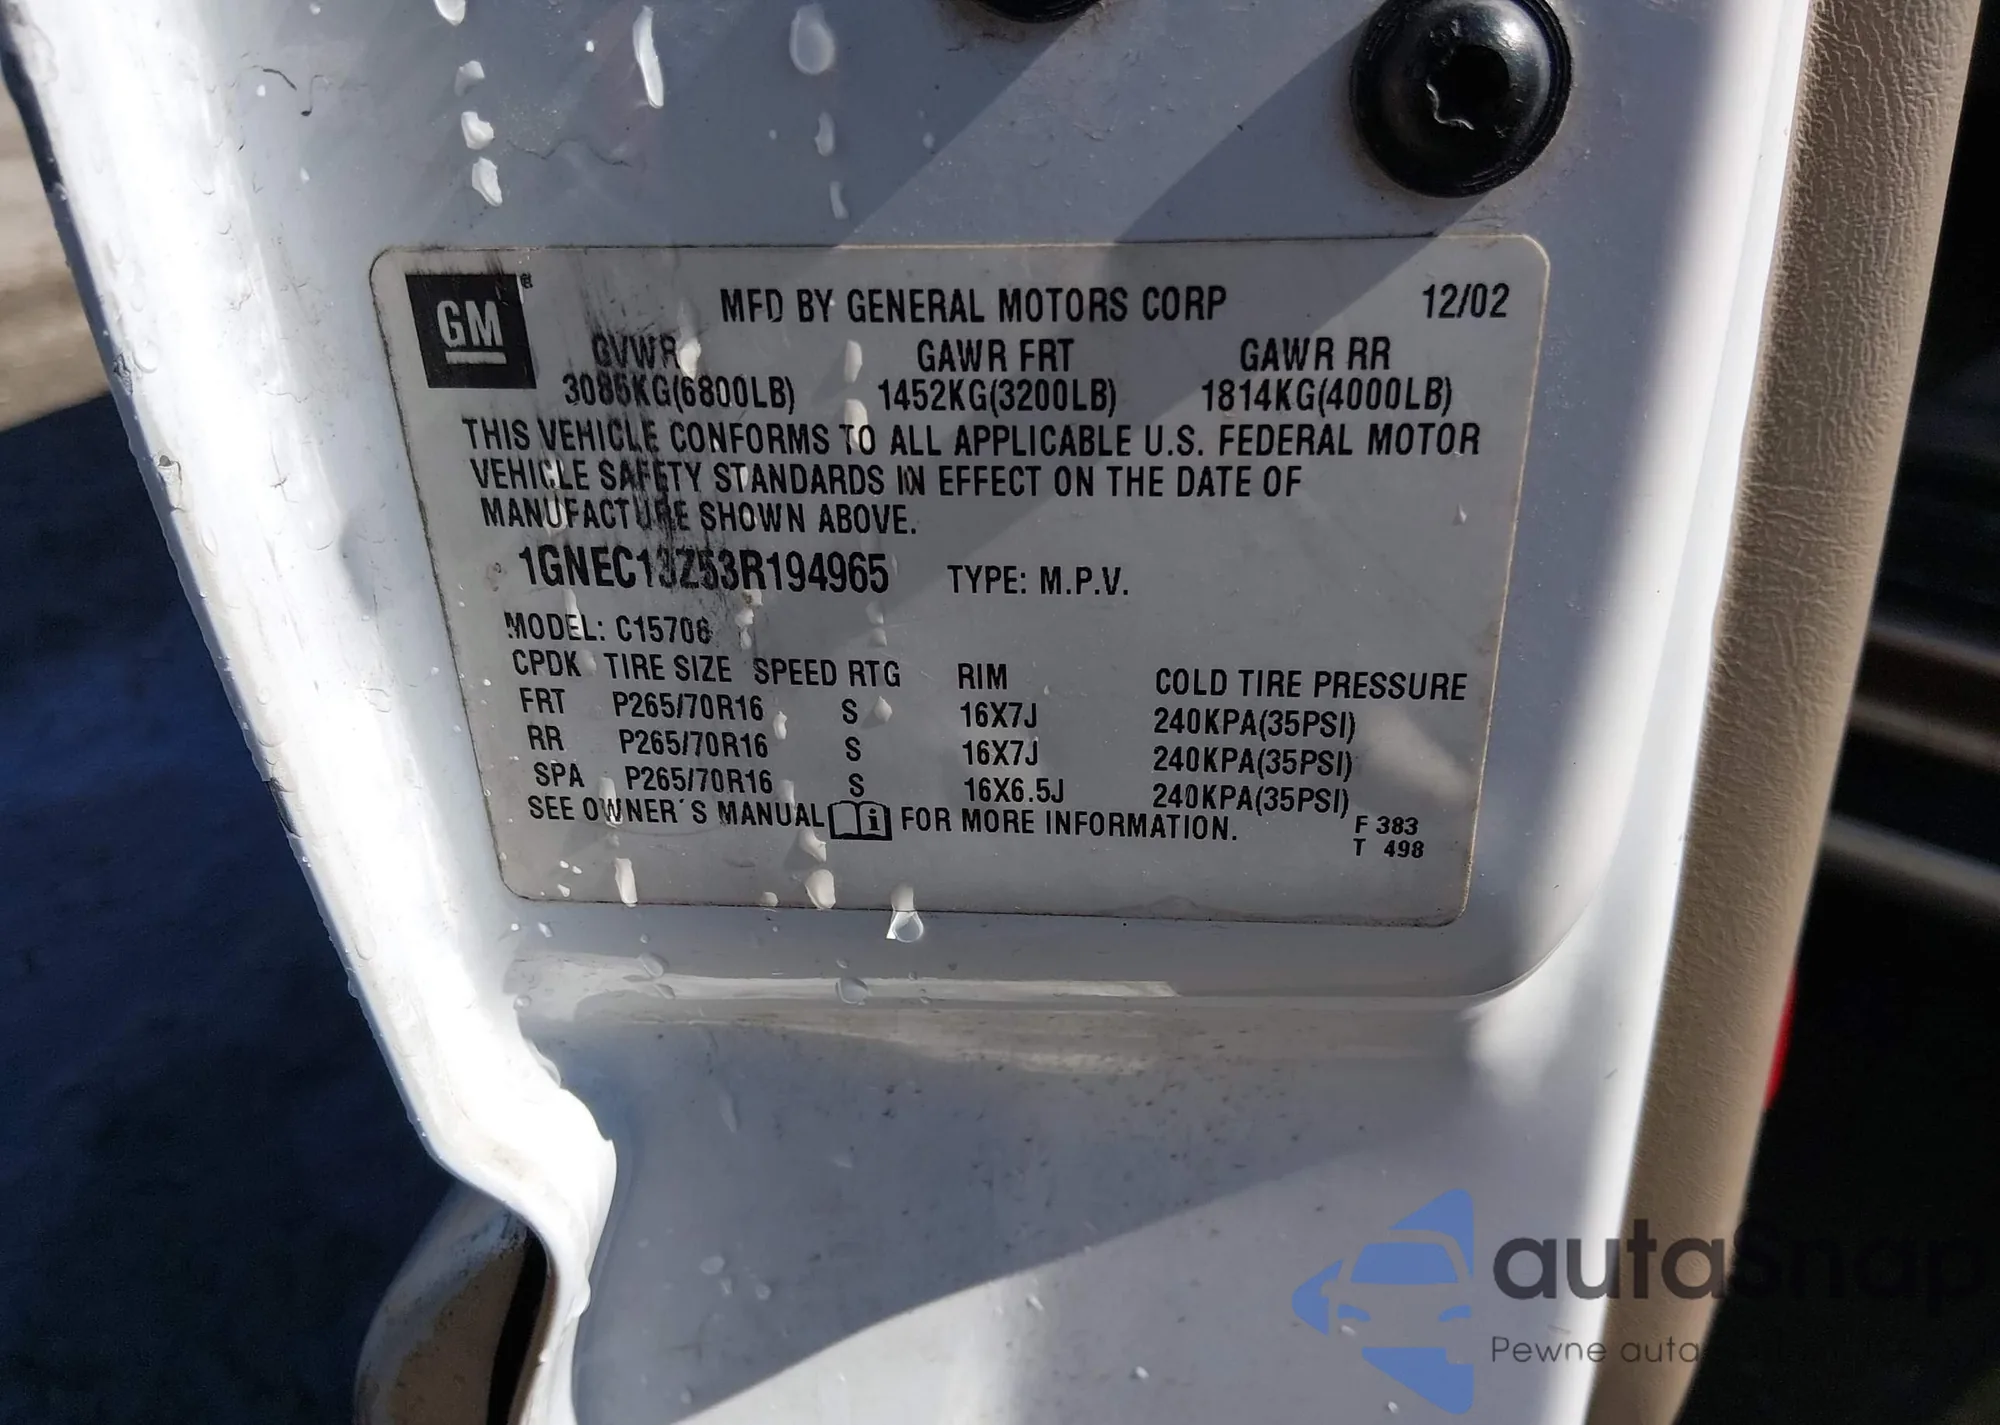 GM
MFD BY GENERAL MOTORS CORP 12/02
GVWR GAWR FRT GAWR RR
3085KG(6800LB) 1452KG(3200LB) 1814KG(4000LB)
THIS VEHICLE CONFORMS TO ALL APPLICABLE U.S. FEDERAL MOTOR
VEHICLE SAFETY STANDARDS IN EFFECT ON THE DATE OF
MANUFACTURE SHOWN ABOVE.
1GNEC13Z53R194965 TYPE: M.P.V.
MODEL: C15706
CPDK TIRE SIZE SPEED RTG RIM COLD TIRE PRESSURE
FRT P265/70R16 S 16X7J 240KPA(35PSI)
RR P265/70R16 S 16X7J 240KPA(35PSI)
SPA P265/70R16 S 16X6.5J 240KPA(35PSI)
SEE OWNER'S MANUAL FOR MORE INFORMATION.
F 383
T 498
autasnap
Pewne auta